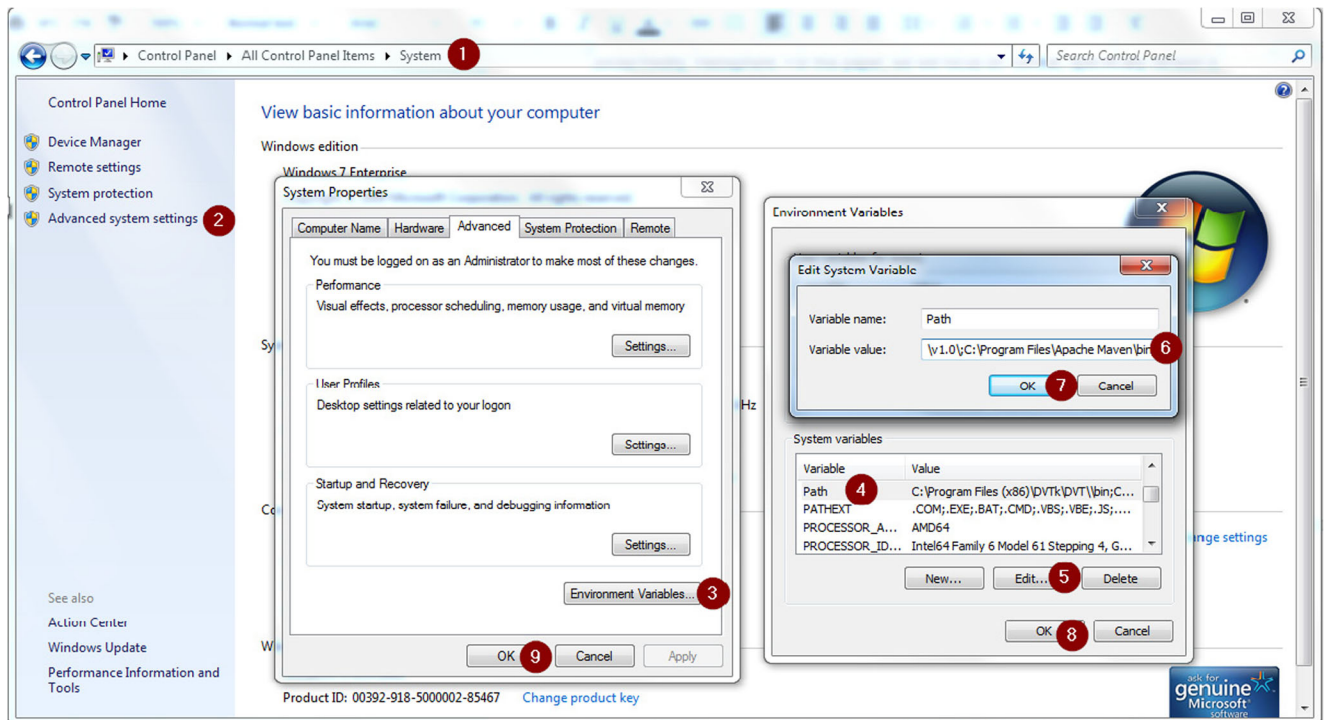 Control Panel ▸ All Control Panel Items ▸ System 1
Search Control Panel
Control Panel Home
Device Manager
Remote settings
System protection
Advanced system settings 2
See also
Action Center
Windows Update
Performance Information and
Tools
View basic information about your computer
Windows edition
Windows 7 Enterprise
System Properties
Computer Name Hardware Advanced System Protection Remote
You must be logged on as an Administrator to make most of these changes.
Performance
Visual effects, processor scheduling, memory usage, and virtual memory
Settings...
User Profiles
Desktop settings related to your logon
Settings...
Startup and Recovery
System startup, system failure, and debugging information
Settings...
Environment Variables... 3
OK 9 Cancel Apply
Sy
Hz
Co
W
Environment Variables
Edit System Variable
Variable name: Path
Variable value: \v1.0\;C:\Program Files\Apache Maven\bin 6
OK 7 Cancel
System variables
Variable Value
Path 4 C:\Program Files (x86)\DVTk\DVT\\bin;C...
PATHEXT .COM;.EXE;.BAT;.CMD;.VBS;.VBE;.JS;....
PROCESSOR_A... AMD64
PROCESSOR_ID... Intel64 Family 6 Model 61 Stepping 4, G...
New... Edit... 5 Delete
OK 8 Cancel
ange settings
Product ID: 00392-918-5000002-85467 Change product key
ask for
genuine
Microsoft
software